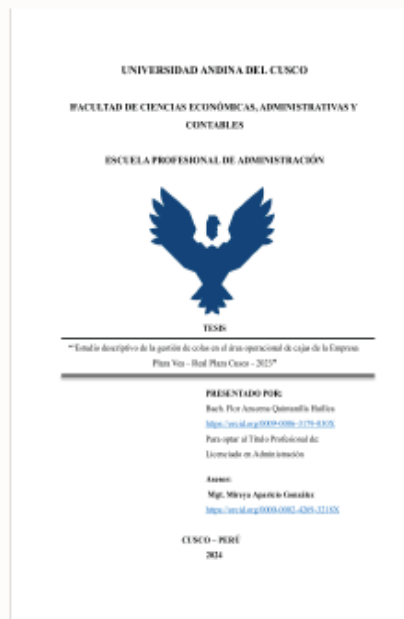 UNIVERSIDAD ANDINA DEL CUSCO
FACULTAD DE CIENCIAS ECONÓMICAS, ADMINISTRATIVAS Y
CONTABLES
ESCUELA PROFESIONAL DE ADMINISTRACIÓN
TESIS
“Estudio descriptivo de la gestión de colas en el área operacional de cajas de la Empresa
Plaza Vea – Real Plaza Cusco - 2023”
PRESENTADO POR:
Bach. Flor Azucena Quintanilla
Para optar al Título Profesional de:
Licenciado en Administración
Asesor:
Mgt. Mireya Aparicio González
CUSCO – PERÚ
2024